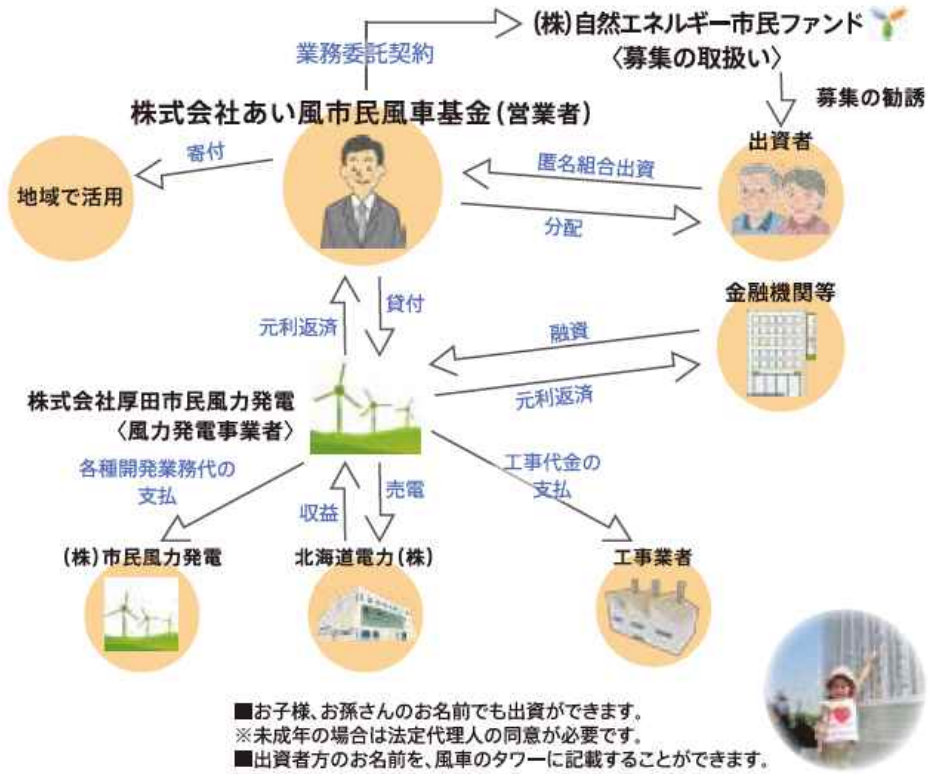 (株)自然エネルギー市民ファンド
〈募集の取扱い〉
業務委託契約
募集の勧誘
株式会社あい風市民風車基金(営業者)
出資者
寄付
匿名組合出資
地域で活用
分配
金融機関等
元利返済
貸付
融資
元利返済
株式会社厚田市民風力発電
〈風力発電事業者〉
各種開発業務代の
支払
収益
売電
工事代金の
支払
(株)市民風力発電
北海道電力(株)
工事業者
■お子様、お孫さんのお名前でも出資ができます。
※未成年の場合は法定代理人の同意が必要です。
■出資者方のお名前を、風車のタワーに記載することができます。